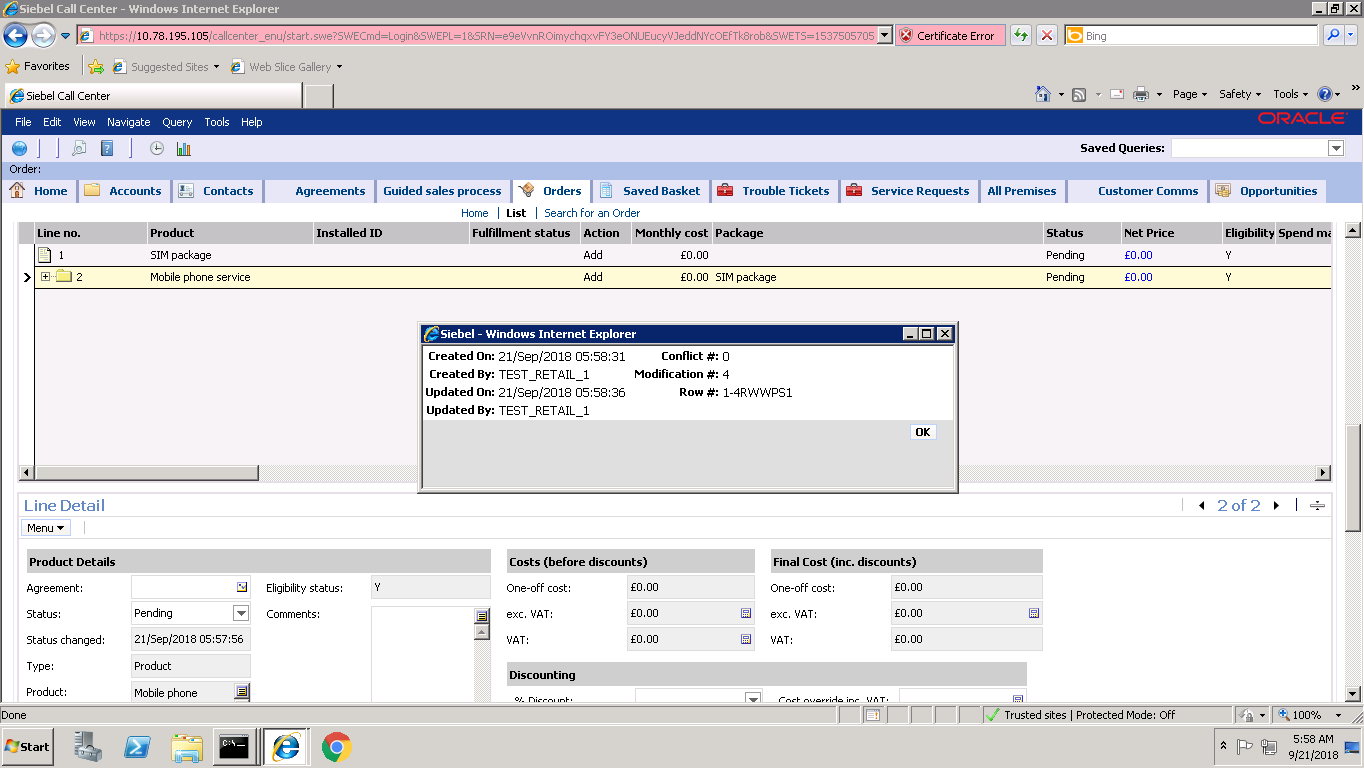 Siebel Call Center - Windows Internet Explorer
https://10.78.195.105/callcenter_enu/start.swe?SWECmd=Login&SWEPL=1&SRN=e9eVvnROimychqxvFY3eONUEucyVJeddNYcOEfTk8rob&SWETS=1537505705 Certificate Error Bing
Favorites Suggested Sites Web Slice Gallery
Siebel Call Center Page Safety Tools
File Edit View Navigate Query Tools Help ORACLE
Saved Queries:
Order:
Home Accounts Contacts Agreements Guided sales process Orders Saved Basket Trouble Tickets Service Requests All Premises Customer Comms Opportunities
Home List Search for an Order
Line no. Product Installed ID Fulfillment status Action Monthly cost Package Status Net Price Eligibility Spend ma
1 SIM package Add £0.00 Pending £0.00 Y
2 Mobile phone service Add £0.00 SIM package Pending £0.00 Y
Siebel - Windows Internet Explorer
Created On: 21/Sep/2018 05:58:31 Conflict #: 0
Created By: TEST_RETAIL_1 Modification #: 4
Updated On: 21/Sep/2018 05:58:36 Row #: 1-4RWWPS1
Updated By: TEST_RETAIL_1
OK
Line Detail 2 of 2
Menu
Product Details Costs (before discounts) Final Cost (inc. discounts)
Agreement: Eligibility status: Y One-off cost: £0.00 One-off cost: £0.00
Status: Pending Comments: exc. VAT: £0.00 exc. VAT: £0.00
Status changed: 21/Sep/2018 05:57:56 VAT: £0.00 VAT: £0.00
Type: Product
Discounting
Product: Mobile phone
% Discount: Cost override inc. VAT:
Done Trusted sites | Protected Mode: Off 100%
Start C:\ 5:58 AM
9/21/2018